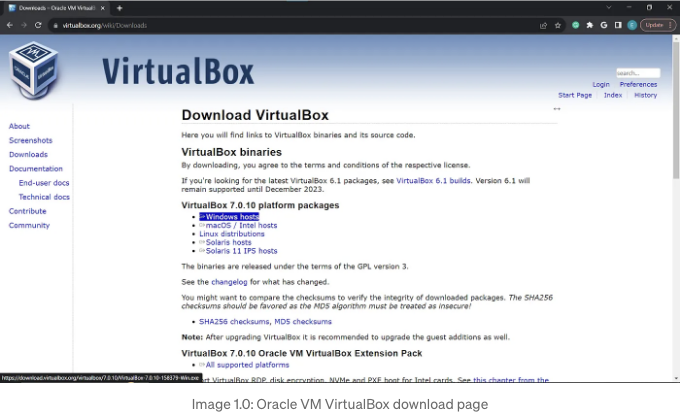 Downloads – Oracle VM VirtualB
virtualbox.org/wiki/Downloads
Update
VirtualBox
search...
Login Preferences
Start Page Index History
About
Screenshots
Downloads
Documentation
End-user docs
Technical docs
Contribute
Community
Download VirtualBox
Here you will find links to VirtualBox binaries and its source code.
VirtualBox binaries
By downloading, you agree to the terms and conditions of the respective license.
If you're looking for the latest VirtualBox 6.1 packages, see VirtualBox 6.1 builds. Version 6.1 will
remain supported until December 2023.
VirtualBox 7.0.10 platform packages
Windows hosts
macOS / Intel hosts
Linux distributions
Solaris hosts
Solaris 11 IPS hosts
The binaries are released under the terms of the GPL version 3.
See the changelog for what has changed.
You might want to compare the checksums to verify the integrity of downloaded packages. The SHA256
checksums should be favored as the MD5 algorithm must be treated as insecure!
SHA256 checksums, MD5 checksums
Note: After upgrading VirtualBox it is recommended to upgrade the guest additions as well.
VirtualBox 7.0.10 Oracle VM VirtualBox Extension Pack
All supported platforms
https://download.virtualbox.org/virtualbox/7.0.10/VirtualBox-7.0.10-158379-Win.exe
VirtualBox RDP, disk encryption, NVMe and PXE boot for Intel cards. See this chapter from the
Image 1.0: Oracle VM VirtualBox download page